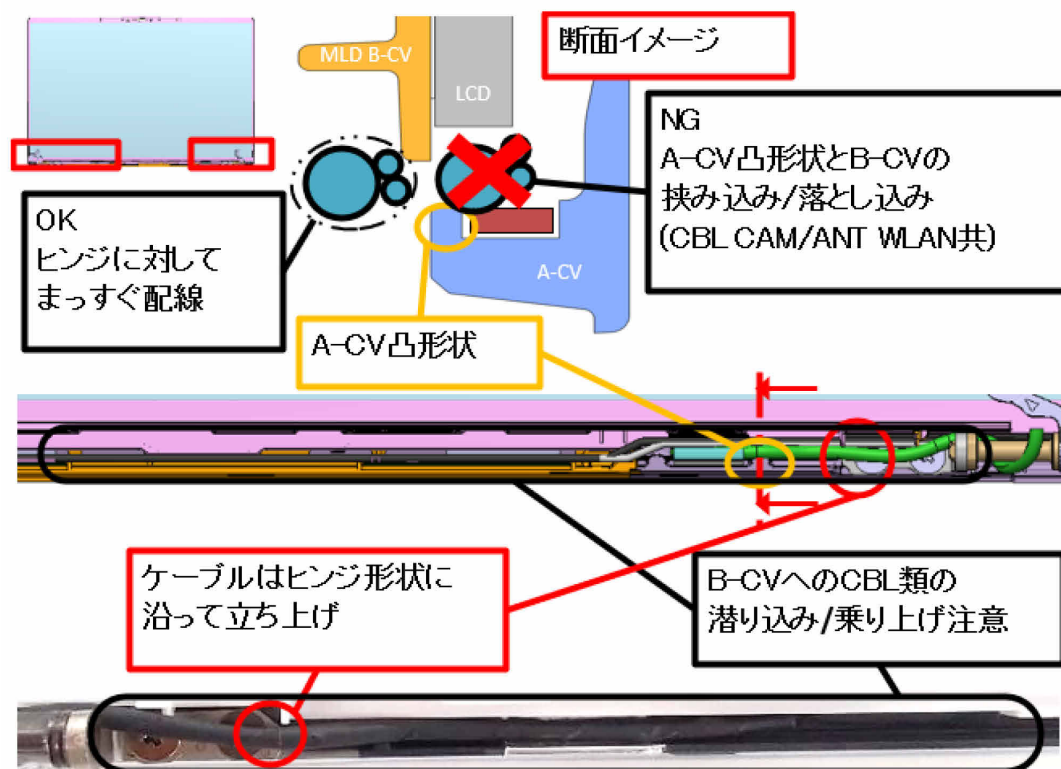 断面イメージ
MLD B-CV
LCD
NG
A-CV凸形状とB-CVの
挟み込み/落とし込み
(CBL CAM/ANT WLAN共)
OK
ヒンジに対して
まっすぐ配線
A-CV
A-CV凸形状
ケーブルはヒンジ形状に
沿って立ち上げ
B-CVへのCBL類の
潜り込み/乗り上げ注意